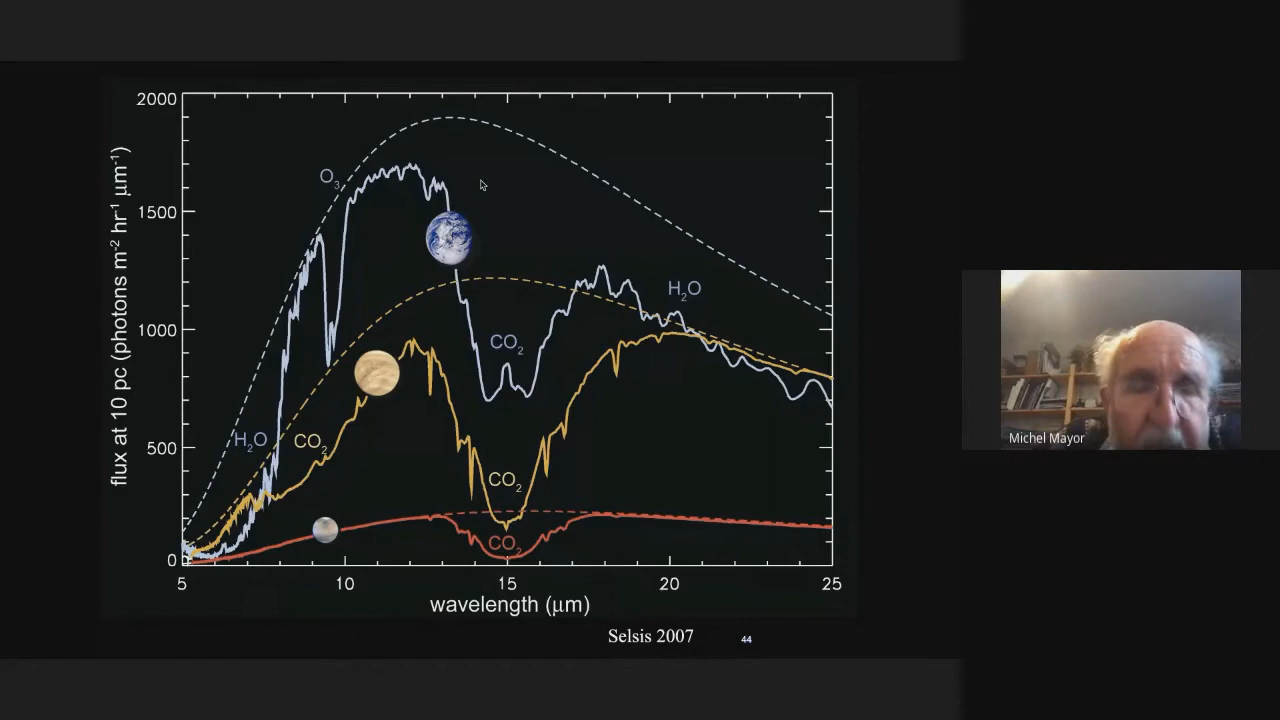 2000
1500
1000
500
0
flux at 10 pc (photons m⁻² hr⁻¹ μm⁻¹)
O₃
H₂O
CO₂
CO₂
H₂O
CO₂
CO₂
5 10 15 20 25
wavelength (μm)
Selsis 2007 44
Michel Mayor